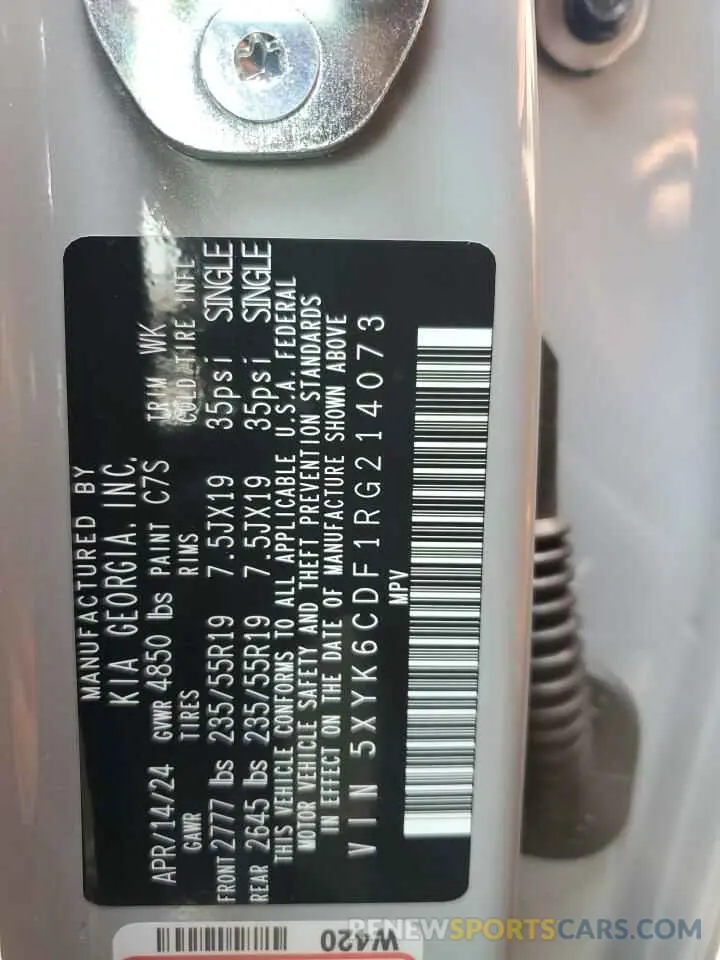 MANUFACTURED BY
KIA GEORGIA, INC.
APR/14/24 GVWR 4850 lbs PAINT C7S TRIM WK
GAWR TIRES RIMS COLD TIRE INFL
FRONT 2777 lbs 235/55R19 7.5JX19 35psi SINGLE
REAR 2645 lbs 235/55R19 7.5JX19 35psi SINGLE
THIS VEHICLE CONFORMS TO ALL APPLICABLE U.S.A. FEDERAL
MOTOR VEHICLE SAFETY AND THEFT PREVENTION STANDARDS
IN EFFECT ON THE DATE OF MANUFACTURE SHOWN ABOVE
VIN 5XYK6CDF1RG214073
MPV
W420
RENEWSPORTSCARS.COM